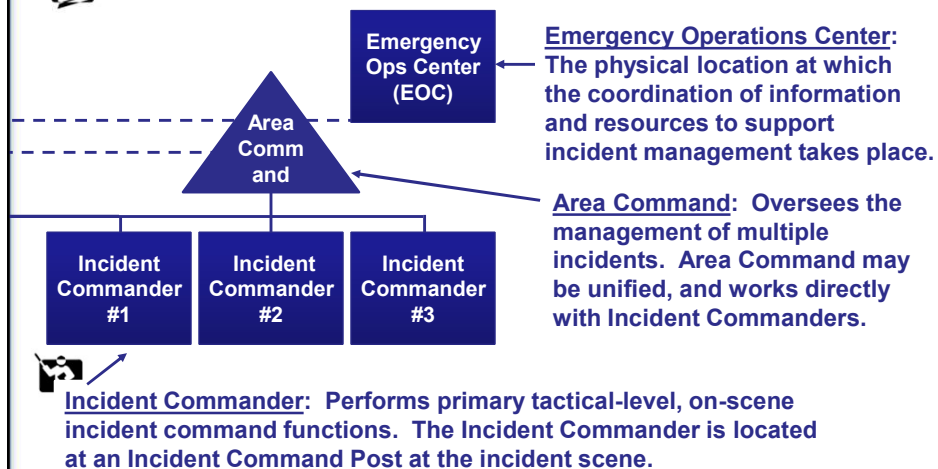 Emergency
Ops Center
(EOC)
Emergency Operations Center:
The physical location at which
the coordination of information
and resources to support
incident management takes place.
Area
Comm
and
Area Command:  Oversees the
management of multiple
incidents.  Area Command may
be unified, and works directly
with Incident Commanders.
Incident
Commander
#1
Incident
Commander
#2
Incident
Commander
#3
Incident Commander:  Performs primary tactical-level, on-scene
incident command functions.  The Incident Commander is located
at an Incident Command Post at the incident scene.